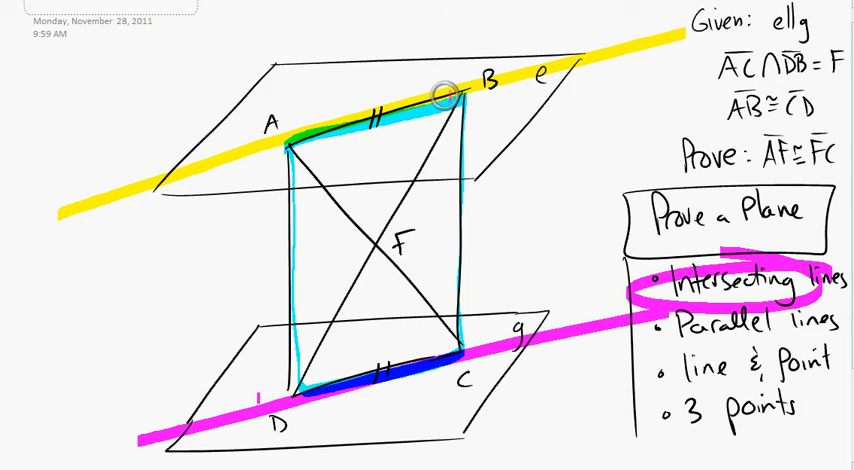 Monday, November 28, 2011
9:59 AM
Given: e||g
AC∩DB=F
AB≅CD
Prove: AF≅FC
Prove a Plane
• Intersecting lines
• Parallel lines
• line & point
• 3 points
A
B
e
F
g
C
D